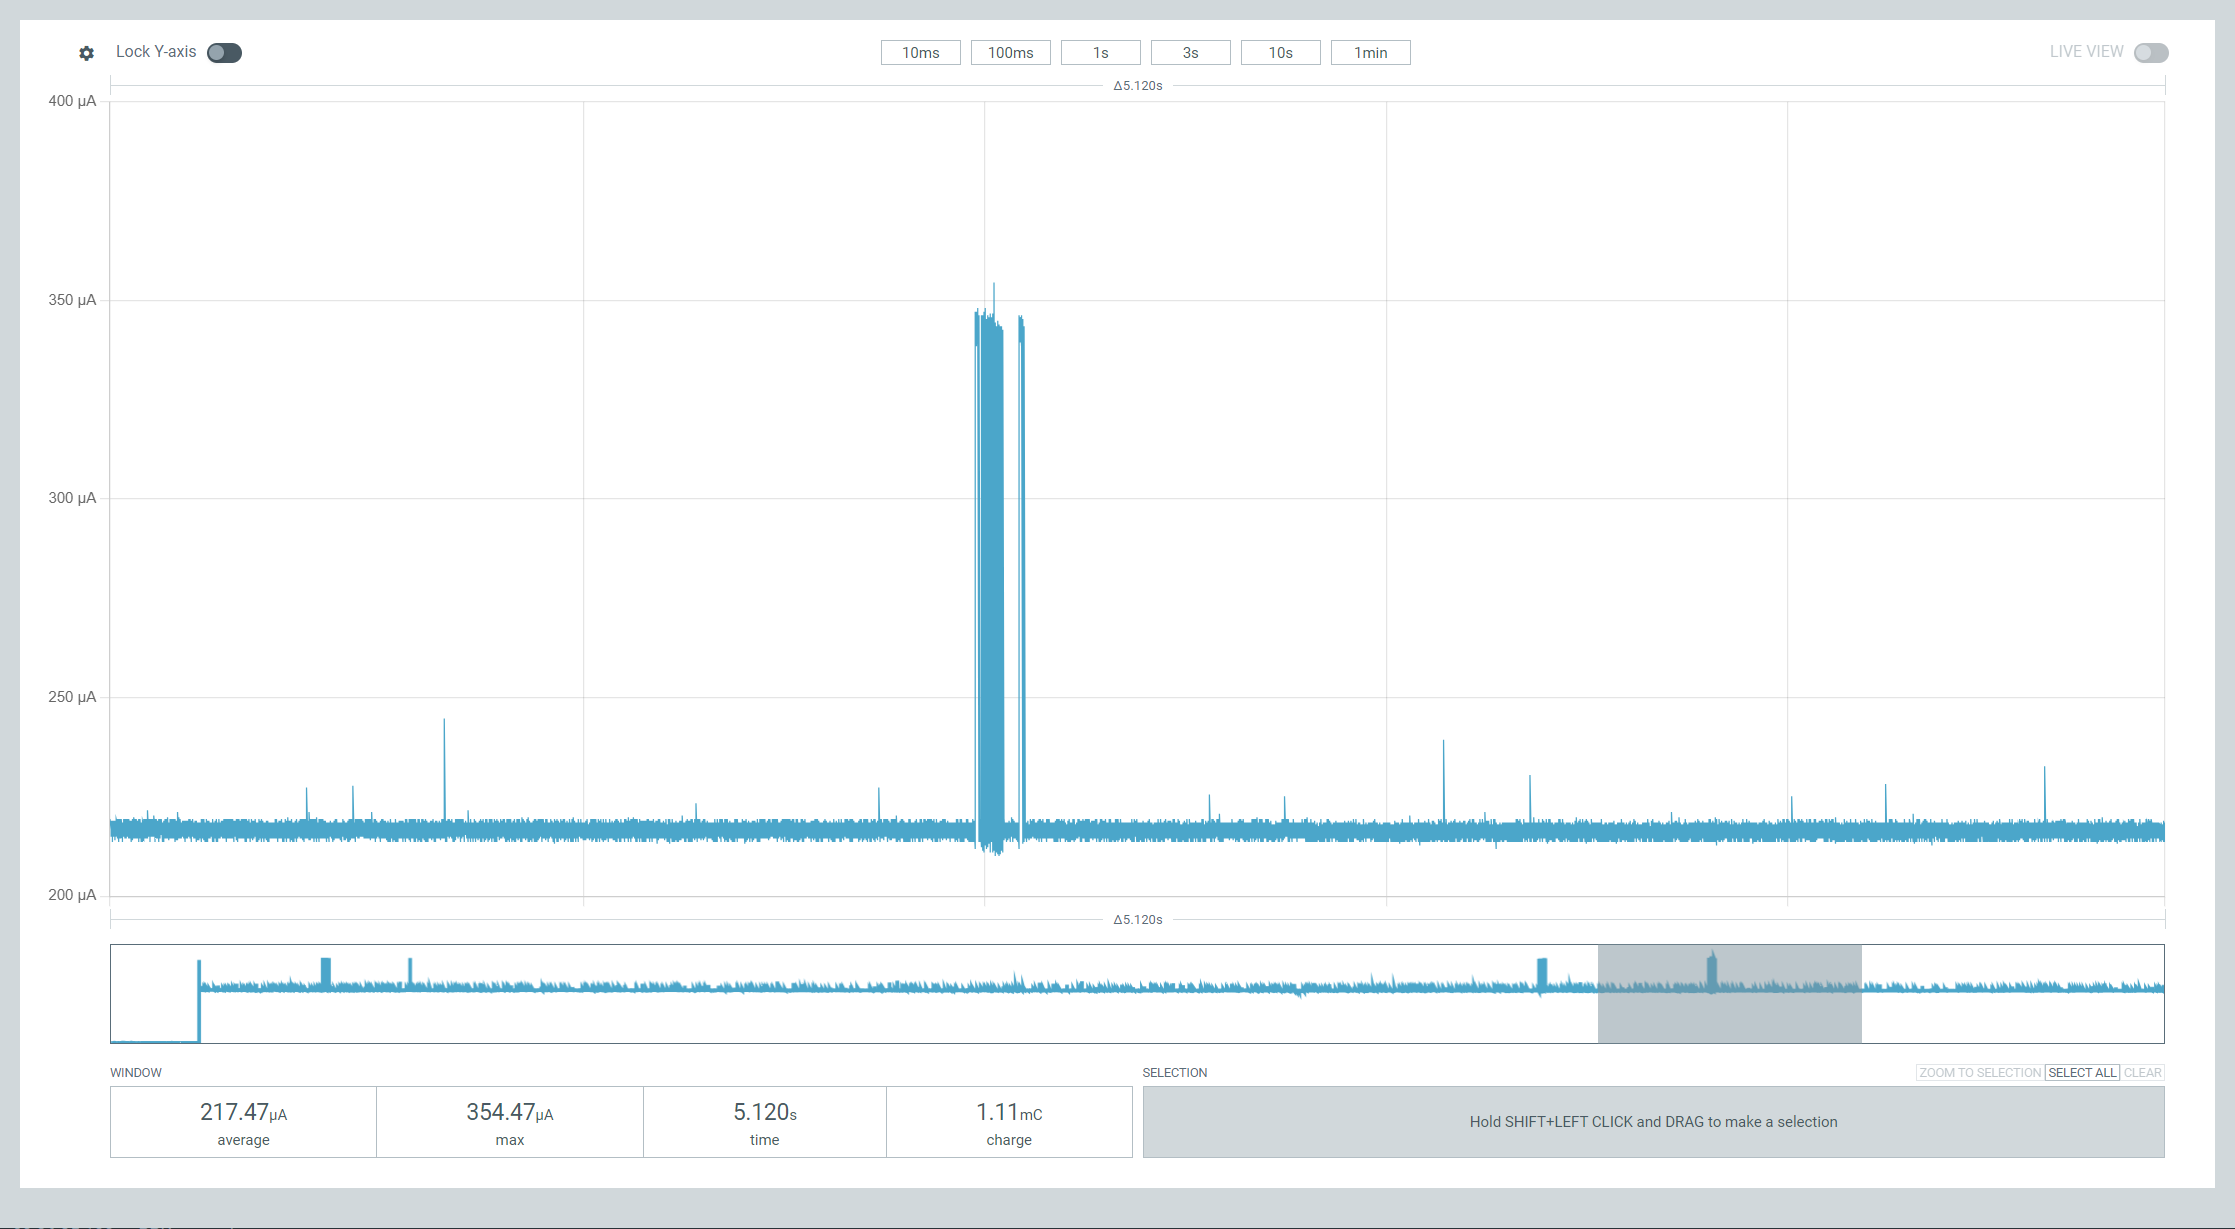 Lock Y-axis 10ms 100ms 1s 3s 10s 1min LIVE VIEW
Δ5.120s
400 µA
350 µA
300 µA
250 µA
200 µA
Δ5.120s
WINDOW
217.47µA 354.47µA 5.120s 1.11mC
average max time charge
SELECTION ZOOM TO SELECTION SELECT ALL CLEAR
Hold SHIFT+LEFT CLICK and DRAG to make a selection